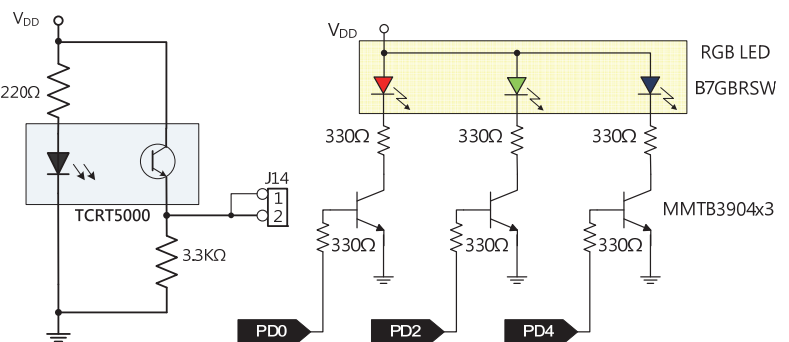 VDD
220Ω
TCRT5000
J14
1
2
3.3KΩ
VDD
RGB LED
B7GBRSW
330Ω
330Ω
330Ω
MMTB3904x3
330Ω
330Ω
330Ω
PD0
PD2
PD4